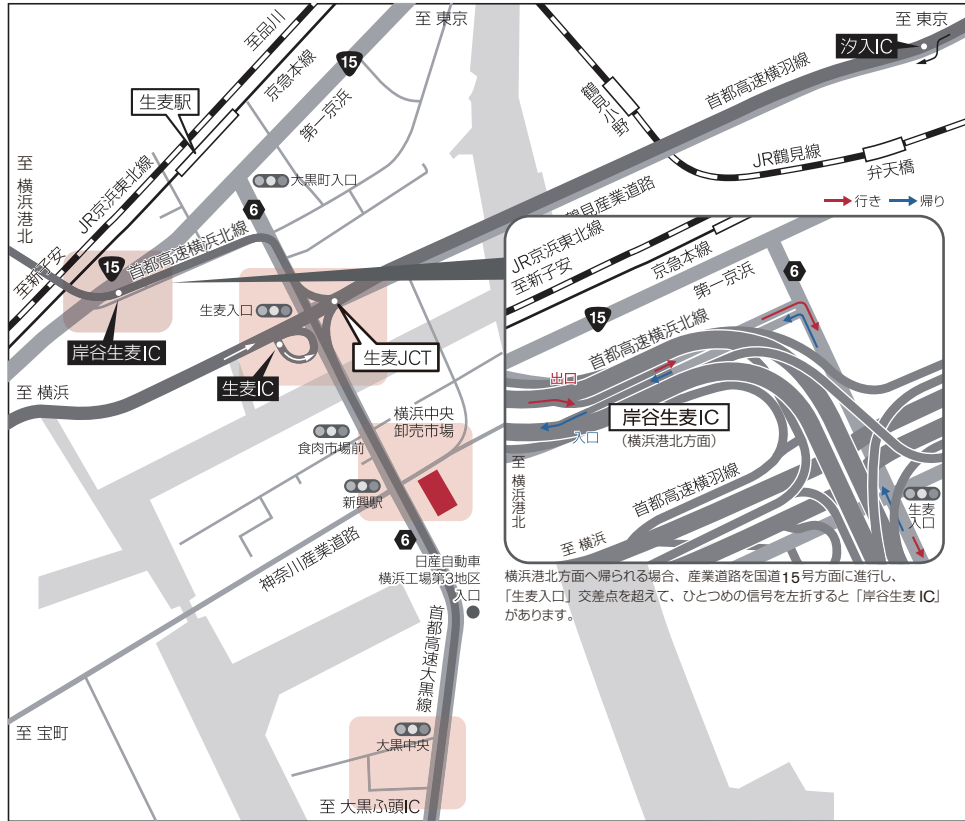 至 東京
至 東京
至品川
汐入IC
京急本線
15
首都高速横羽線
鶴見小野
生麦駅
第一京浜
JR鶴見線
弁天橋
至 横浜港北
JR京浜東北線
大黒町入口
行き
帰り
6
鶴見産業道路
首都高速横浜北線
15
至新子安
生麦入口
岸谷生麦IC
生麦JCT
生麦IC
至 横浜
横浜中央
卸売市場
食肉市場前
新興駅
6
神奈川産業道路
日産自動車
横浜工場第3地区
入口
首都高速大黒線
至 宝町
大黒中央
至 大黒ふ頭IC
JR京浜東北線
至新子安
京急本線
6
第一京浜
15
首都高速横浜北線
出口
岸谷生麦IC
(横浜港北方面)
入口
至 横浜港北
首都高速横羽線
生麦
入口
至 横浜
横浜港北方面へ帰られる場合、産業道路を国道15号方面に進行し、
「生麦入口」交差点を超えて、ひとつめの信号を左折すると「岸谷生麦 IC」
があります。